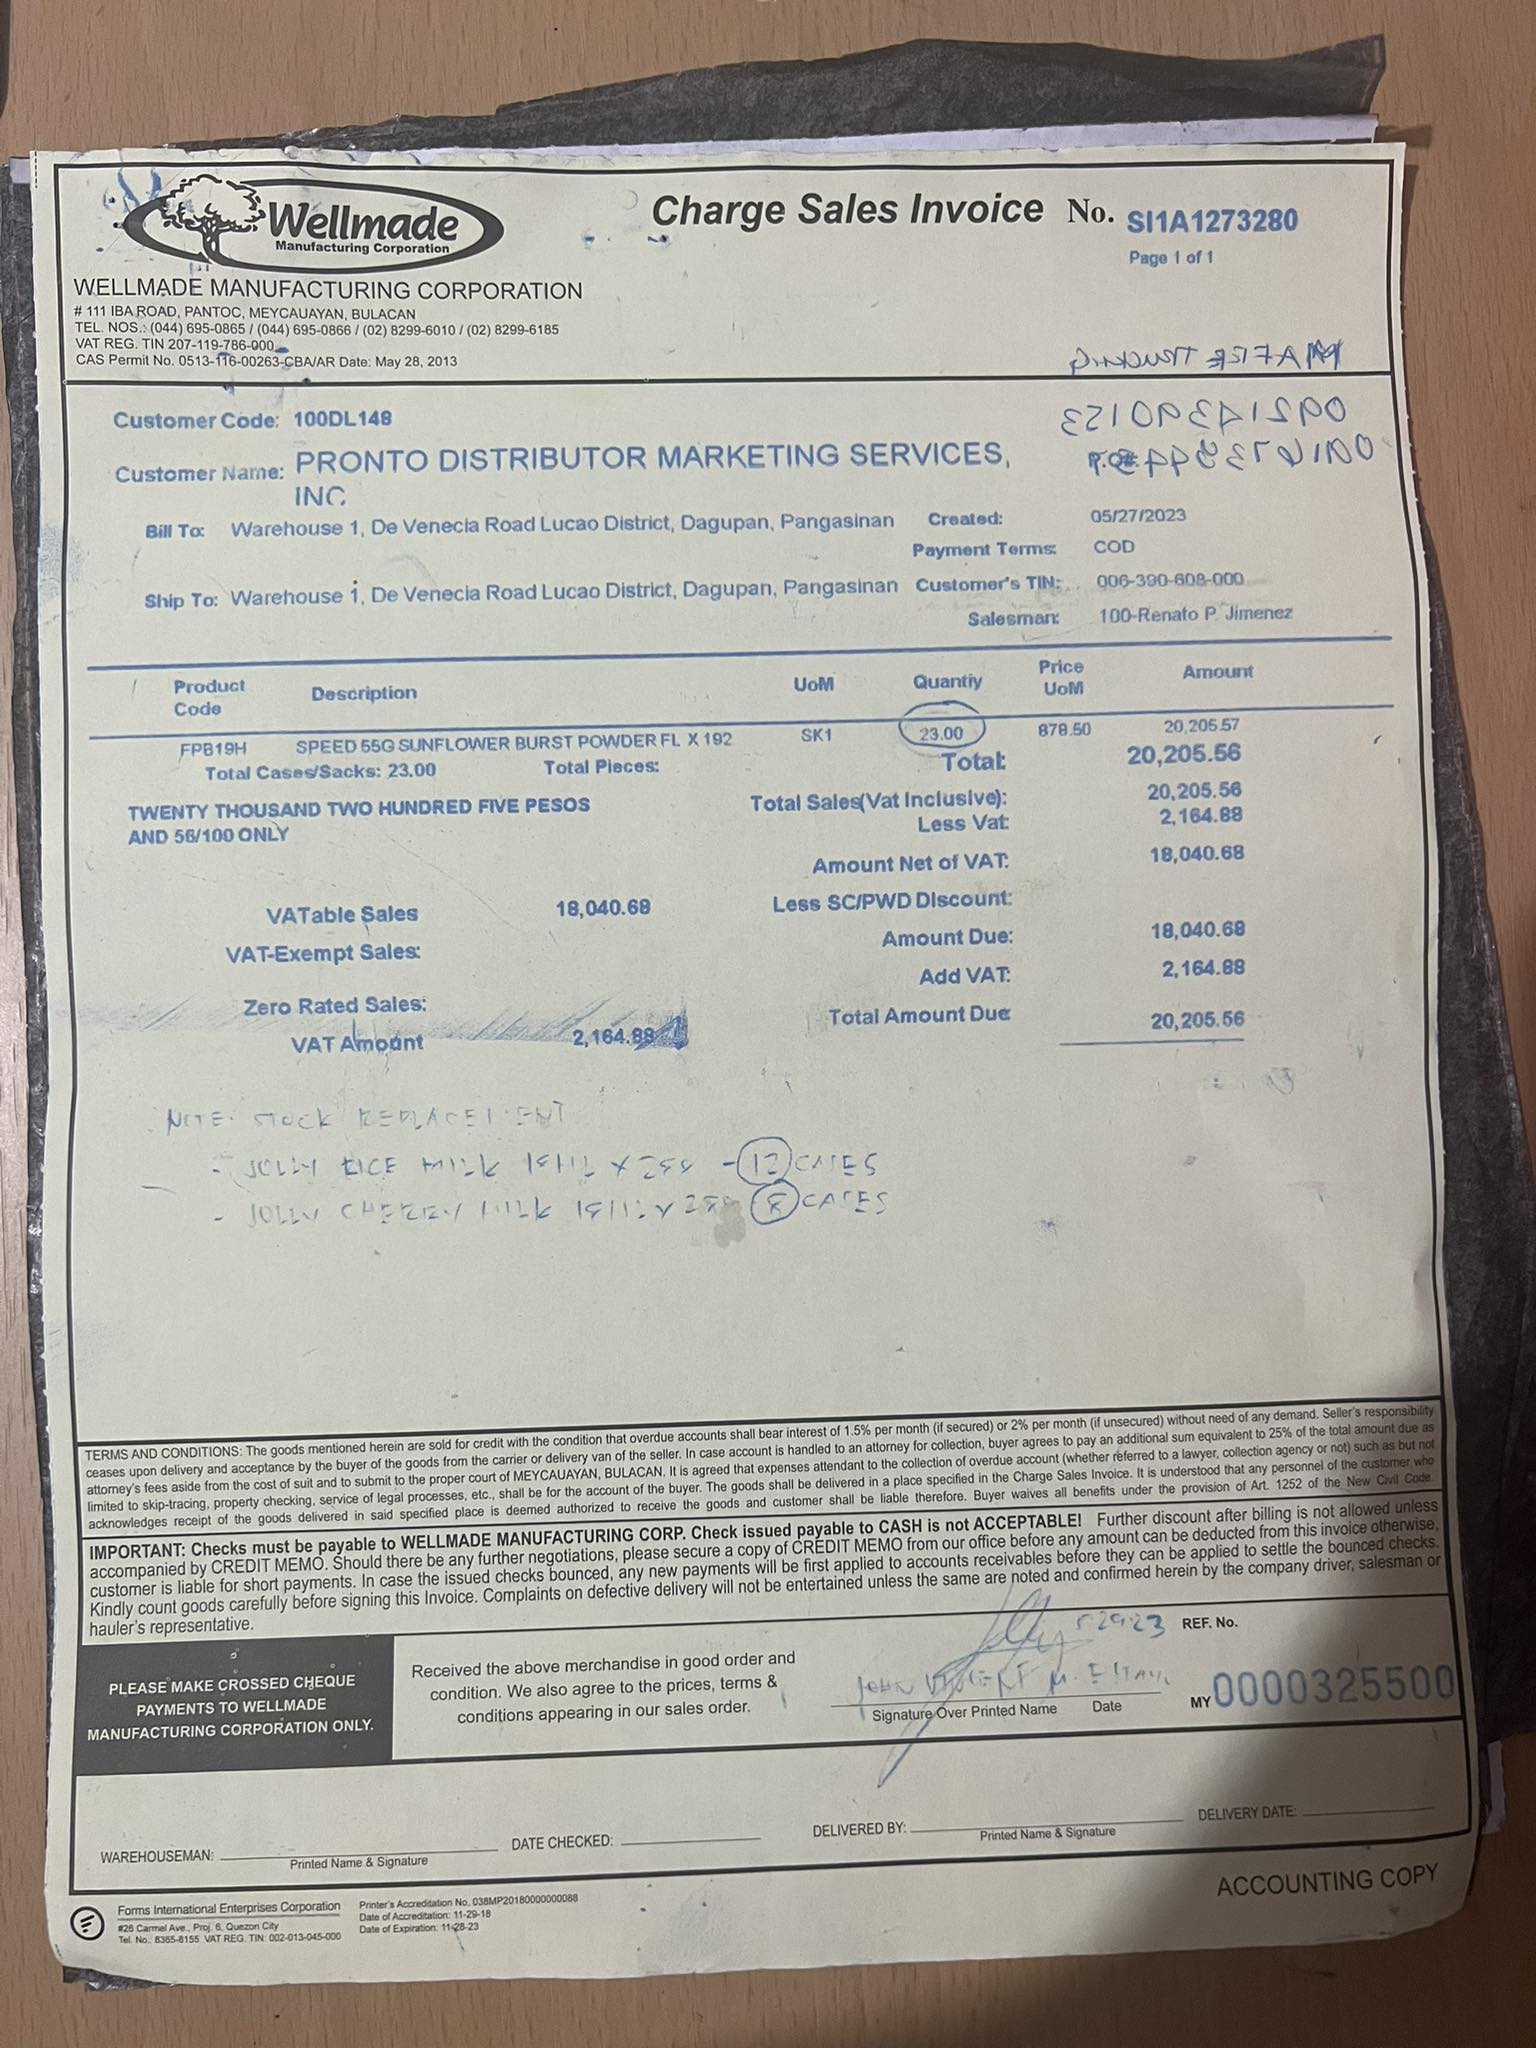 Wellmade
Manufacturing Corporation
Charge Sales Invoice No. SI1A1273280
Page 1 of 1
WELLMADE MANUFACTURING CORPORATION
# 111 IBA ROAD, PANTOC, MEYCAUAYAN, BULACAN
TEL. NOS.: (044) 695-0865 / (044) 695-0866 / (02) 8299-6010 / (02) 8299-6185
VAT REG. TIN 207-119-786-000
CAS Permit No. 0513-116-00263-CBA/AR Date: May 28, 2013
TRUCKING
09214390153
Customer Code: 100DL148
Customer Name: PRONTO DISTRIBUTOR MARKETING SERVICES,
INC
Bill To: Warehouse 1, De Venecia Road Lucao District, Dagupan, Pangasinan Created: 05/27/2023
Payment Terms: COD
Ship To: Warehouse 1, De Venecia Road Lucao District, Dagupan, Pangasinan Customer's TIN: 006-390-608-000
Salesman: 100-Renato P. Jimenez
Product Code Description UoM Quantiy Price UoM Amount
FPB19H SPEED 55G SUNFLOWER BURST POWDER FL X 192 SK1 23.00 878.50 20,205.57
Total Cases/Sacks: 23.00 Total Pieces: Total: 20,205.56
TWENTY THOUSAND TWO HUNDRED FIVE PESOS
AND 56/100 ONLY
Total Sales(Vat Inclusive): 20,205.56
Less Vat: 2,164.88
Amount Net of VAT: 18,040.68
VATable Sales 18,040.68 Less SC/PWD Discount:
VAT-Exempt Sales: Amount Due: 18,040.68
Add VAT: 2,164.88
Zero Rated Sales: Total Amount Due: 20,205.56
VAT Amount 2,164.88
NOTE: STOCK REPLACEMENT
- 12 CASES
- 8 CASES
TERMS AND CONDITIONS: The goods mentioned herein are sold for credit with the condition that overdue accounts shall bear interest of 1.5% per month (if secured) or 2% per month (if unsecured) without need of any demand. Seller's responsibility
ceases upon delivery and acceptance by the buyer of the goods from the carrier or delivery van of the seller. In case account is handled to an attorney for collection, buyer agrees to pay an additional sum equivalent to 25% of the total amount due as
attorney's fees aside from the cost of suit and to submit to the proper court of MEYCAUAYAN, BULACAN. It is agreed that expenses attendant to the collection of overdue account (whether referred to a lawyer, collection agency or not) such as but not
limited to skip-tracing, property checking, service of legal processes, etc., shall be for the account of the buyer. The goods shall be delivered in a place specified in the Charge Sales Invoice. It is understood that any personnel of the customer who
acknowledges receipt of the goods delivered in said specified place is deemed authorized to receive the goods and customer shall be liable therefore. Buyer waives all benefits under the provision of Art. 1252 of the New Civil Code.
IMPORTANT: Checks must be payable to WELLMADE MANUFACTURING CORP. Check issued payable to CASH is not ACCEPTABLE! Further discount after billing is not allowed unless
accompanied by CREDIT MEMO. Should there be any further negotiations, please secure a copy of CREDIT MEMO from our office before any amount can be deducted from this invoice otherwise,
customer is liable for short payments. In case the issued checks bounced, any new payments will be first applied to accounts receivables before they can be applied to settle the bounced checks.
Kindly count goods carefully before signing this Invoice. Complaints on defective delivery will not be entertained unless the same are noted and confirmed herein by the company driver, salesman or
hauler's representative.
PLEASE MAKE CROSSED CHEQUE
PAYMENTS TO WELLMADE
MANUFACTURING CORPORATION ONLY.
Received the above merchandise in good order and
condition. We also agree to the prices, terms &
conditions appearing in our sales order.
5-29-23
JOHN M.
Signature Over Printed Name Date
REF. No.
MY 0000325500
WAREHOUSEMAN: DATE CHECKED: DELIVERED BY: DELIVERY DATE:
Printed Name & Signature Printed Name & Signature
ACCOUNTING COPY
Forms International Enterprises Corporation
#26 Carmel Ave., Proj. 6, Quezon City
Tel. No.: 8365-8155 VAT REG. TIN: 002-013-045-000
Printer's Accreditation No. 038MP20180000000088
Date of Accreditation: 11-29-18
Date of Expiration: 11-28-23